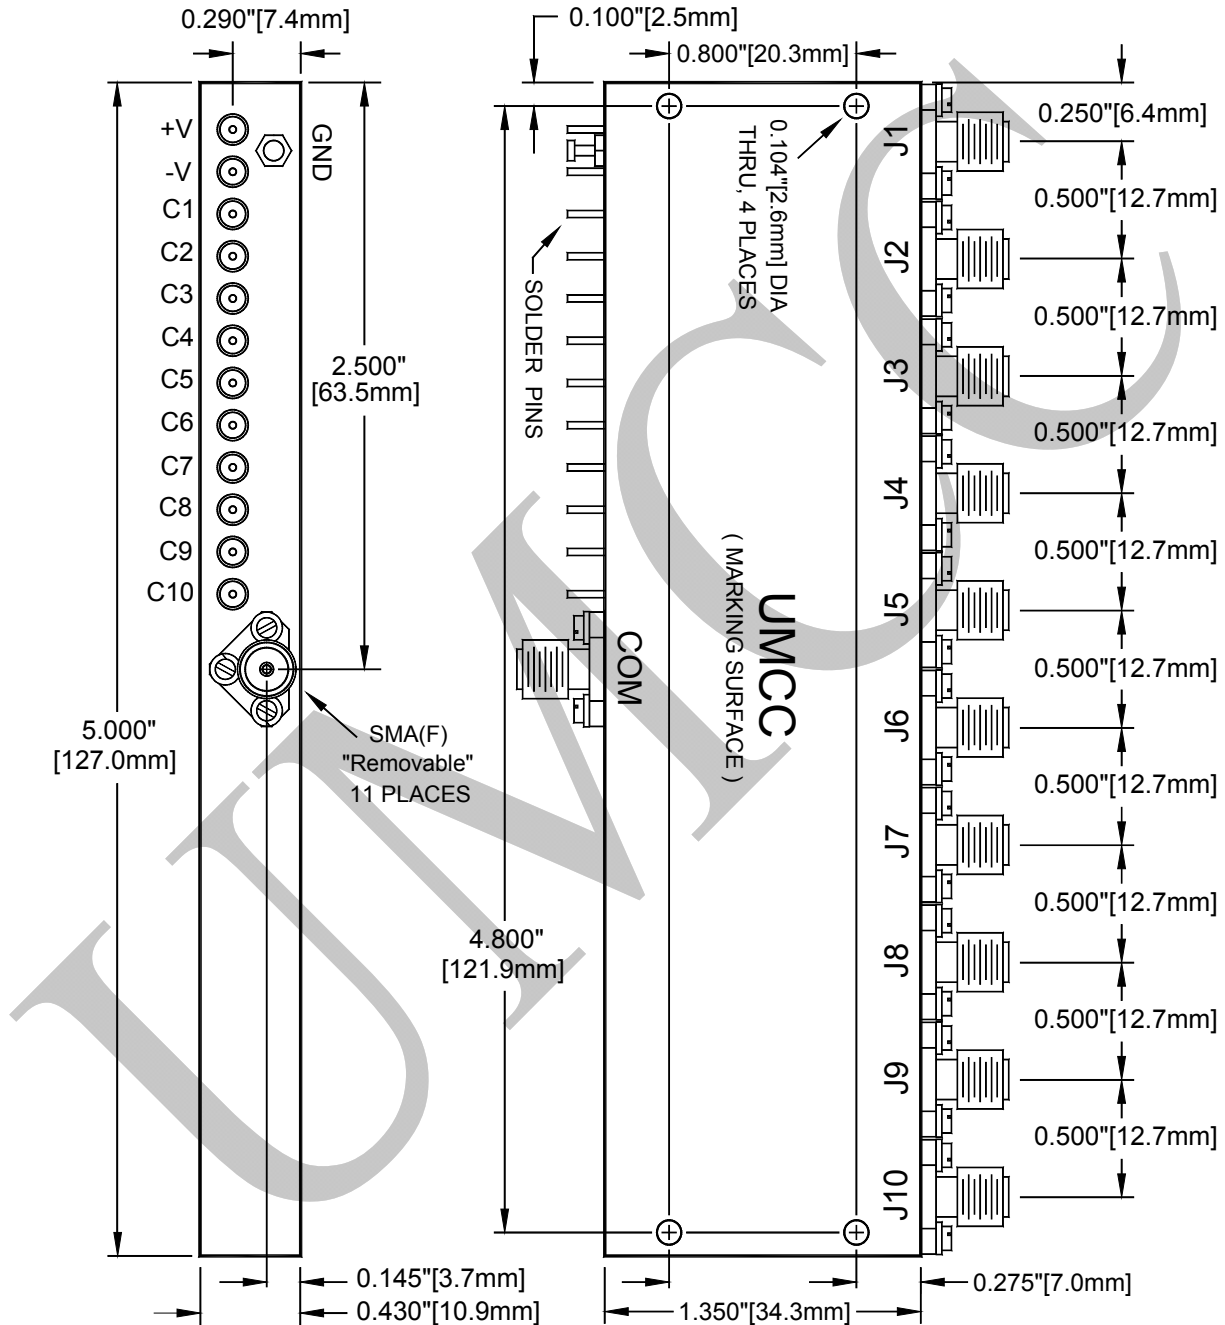 0.290"[7.4mm]
0.100"[2.5mm]
0.800"[20.3mm]
0.250"[6.4mm]
+V
-V
C1
C2
C3
C4
C5
C6
C7
C8
C9
C10
GND
2.500"
[63.5mm]
5.000"
[127.0mm]
SMA(F)
"Removable"
11 PLACES
0.145"[3.7mm]
0.430"[10.9mm]
SOLDER PINS
0.104"[2.6mm] DIA
THRU, 4 PLACES
4.800"
[121.9mm]
COM
UMCC
( MARKING SURFACE )
J1
J2
J3
J4
J5
J6
J7
J8
J9
J10
0.500"[12.7mm]
0.500"[12.7mm]
0.500"[12.7mm]
0.500"[12.7mm]
0.500"[12.7mm]
0.500"[12.7mm]
0.500"[12.7mm]
0.500"[12.7mm]
0.500"[12.7mm]
0.275"[7.0mm]
1.350"[34.3mm]
UMCC